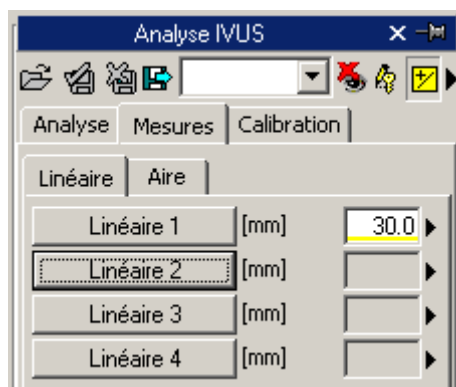 Analyse IVUS
Analyse Mesures Calibration
Linéaire Aire
Linéaire 1 [mm] 30.0
Linéaire 2 [mm]
Linéaire 3 [mm]
Linéaire 4 [mm]